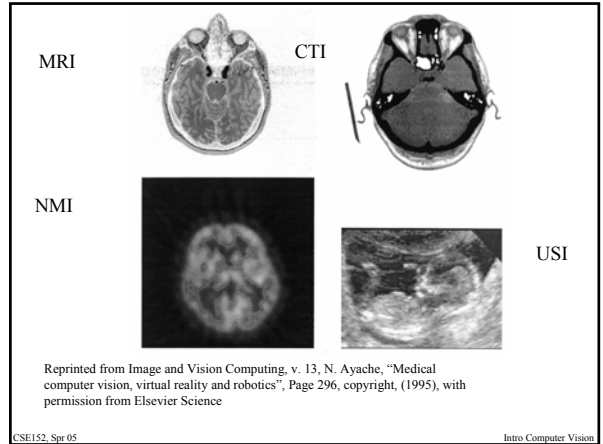 MRI
CTI
NMI
USI
Reprinted from Image and Vision Computing, v. 13, N. Ayache, “Medical
computer vision, virtual reality and robotics”, Page 296, copyright, (1995), with
permission from Elsevier Science
CSE152, Spr 05
Intro Computer Vision